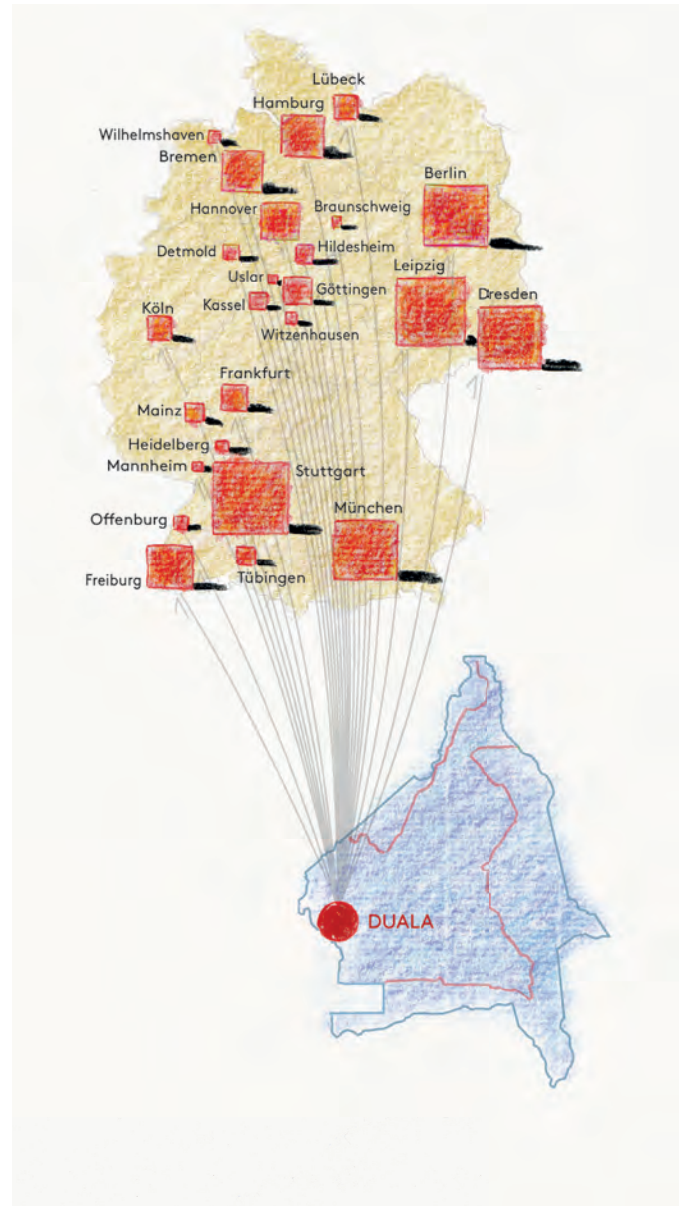 Lübeck
Hamburg
Wilhelmshaven
Bremen
Berlin
Hannover
Braunschweig
Detmold
Hildesheim
Leipzig
Uslar
Göttingen
Dresden
Kassel
Köln
Witzenhausen
Frankfurt
Mainz
Heidelberg
Mannheim
Stuttgart
München
Offenburg
Freiburg
Tübingen
DUALA